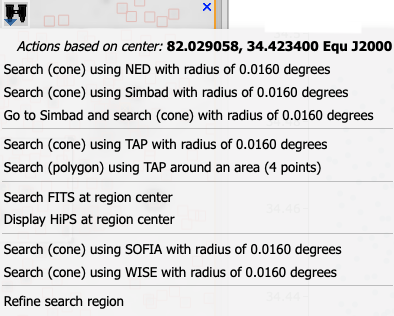 Actions based on center: 82.029058, 34.423400 Equ J2000
Search (cone) using NED with radius of 0.0160 degrees
Search (cone) using Simbad with radius of 0.0160 degrees
Go to Simbad and search (cone) with radius of 0.0160 degrees
Search (cone) using TAP with radius of 0.0160 degrees
Search (polygon) using TAP around an area (4 points)
Search FITS at region center
Display HiPS at region center
Search (cone) using SOFIA with radius of 0.0160 degrees
Search (cone) using WISE with radius of 0.0160 degrees
Refine search region